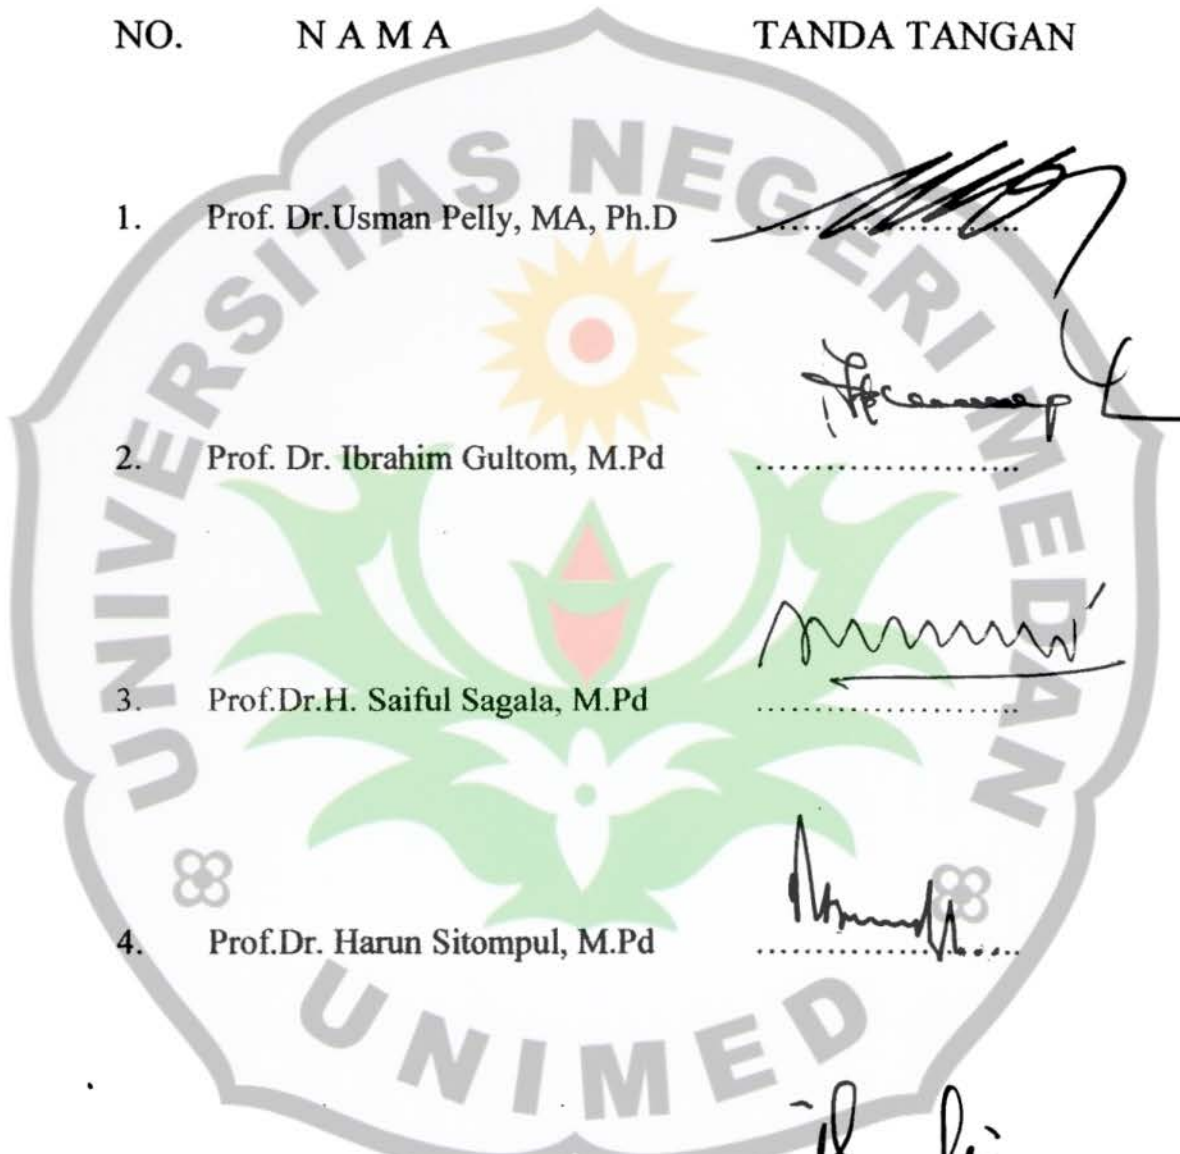 NO. N A M A TANDA TANGAN
UNIVERSITAS NEGERI MEDAN
1. Prof. Dr.Usman Pelly, MA, Ph.D ........................
2. Prof. Dr. Ibrahim Gultom, M.Pd ........................
3. Prof.Dr.H. Saiful Sagala, M.Pd ........................
4. Prof.Dr. Harun Sitompul, M.Pd ........................
UNIMED